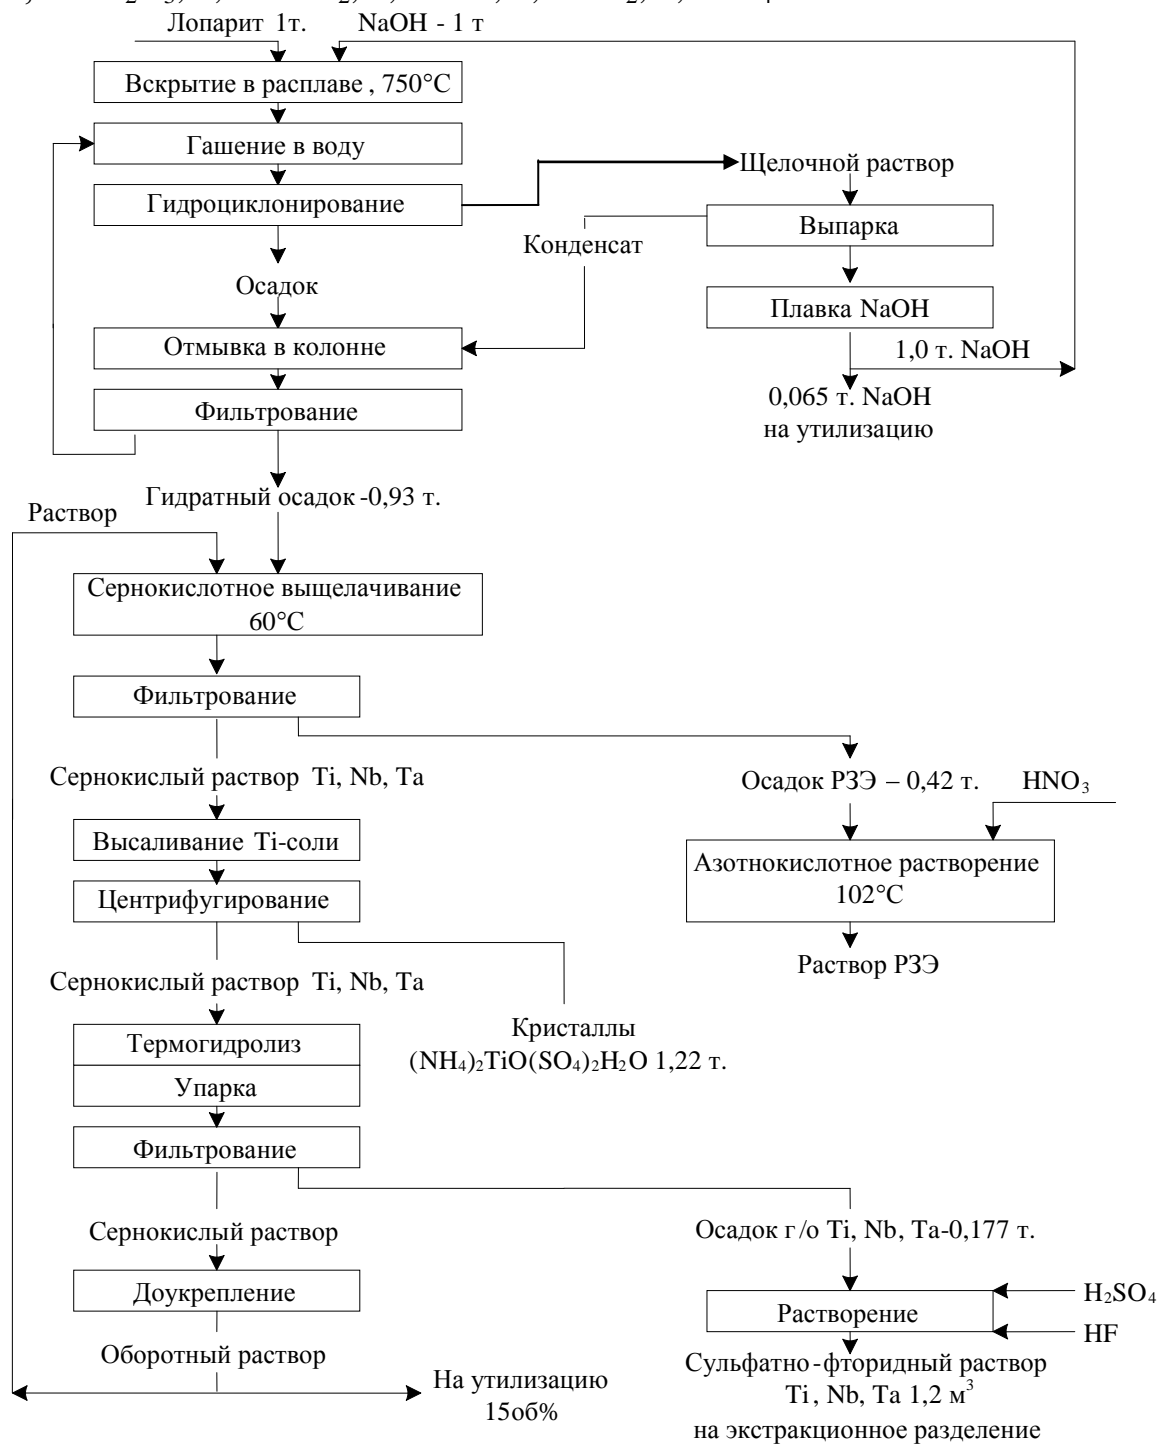 Лопарит 1т.
NaOH - 1 т
Вскрытие в расплаве , 750°С
Гашение в воду
Щелочной раствор
Гидроциклонирование
Выпарка
Конденсат
Осадок
Плавка NaOH
Отмывка в колонне
1,0 т. NaOH
Фильтрование
0,065 т. NaOH
на утилизацию
Гидратный осадок -0,93 т.
Раствор
Сернокислотное выщелачивание
60°С
Фильтрование
Сернокислый раствор Ti, Nb, Ta
Осадок РЗЭ – 0,42 т.
HNO3
Высаливание Ti-соли
Азотнокислотное растворение
102°С
Центрифугирование
Раствор РЗЭ
Сернокислый раствор Ti, Nb, Ta
Кристаллы
(NH4)2TiO(SO4)2H2O 1,22 т.
Термогидролиз
Упарка
Фильтрование
Сернокислый раствор
Осадок г/о Ti, Nb, Ta-0,177 т.
Доукрепление
H2SO4
Растворение
HF
Оборотный раствор
Сульфатно-фторидный раствор
Ti, Nb, Ta 1,2 м3
на экстракционное разделение
На утилизацию
15об%